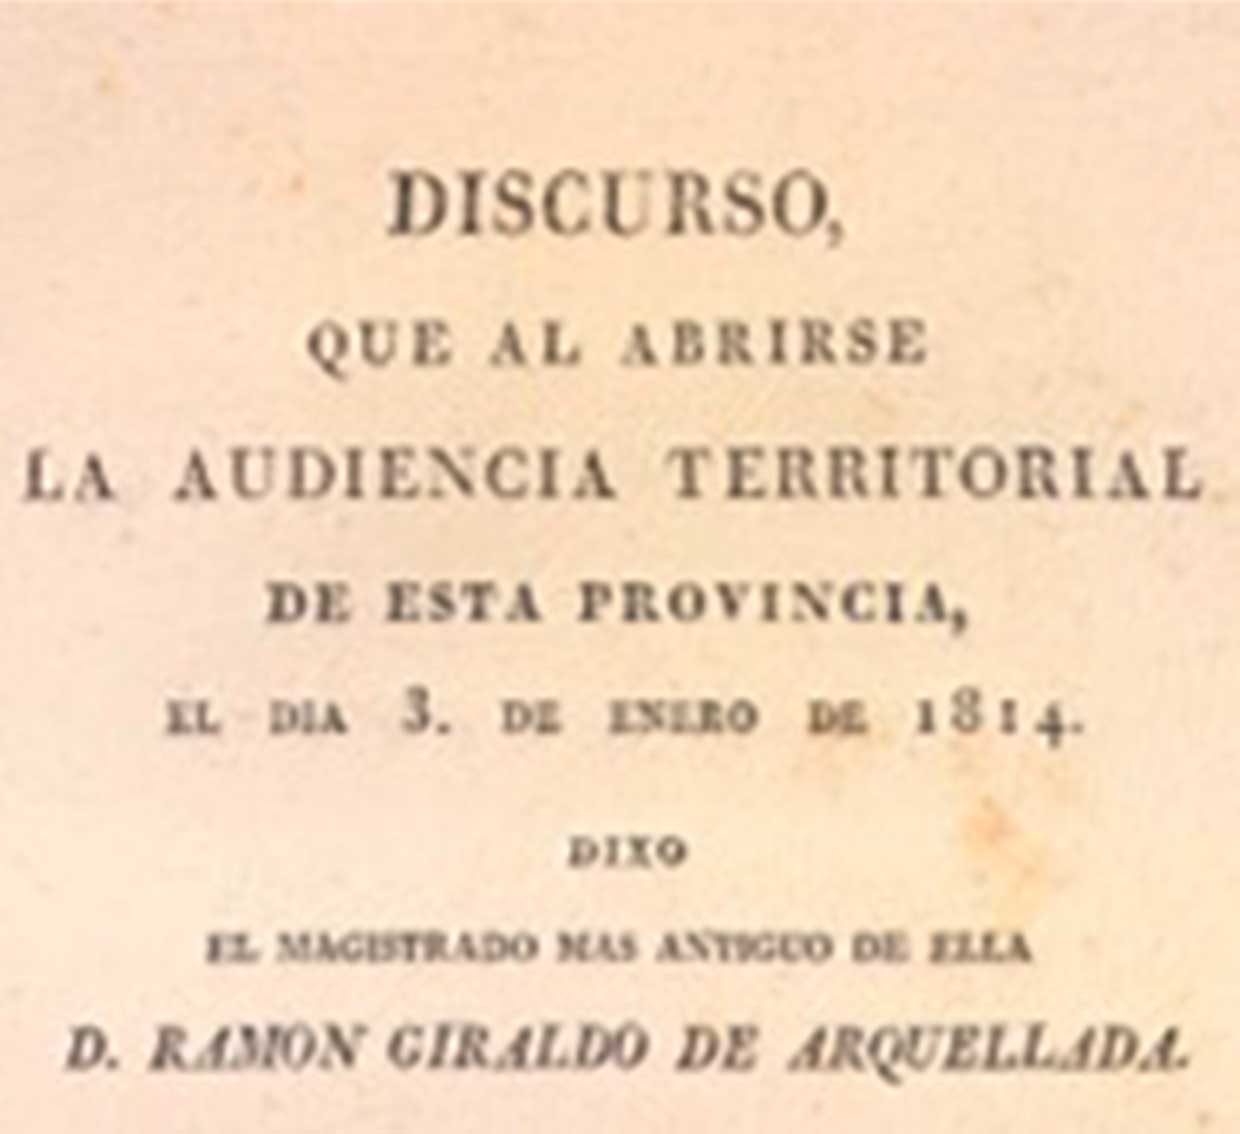 DISCURSO,
QUE AL ABRIRSE
LA AUDIENCIA TERRITORIAL
DE ESTA PROVINCIA,
EL DIA 3. DE ENERO DE 1814.
DIXO
EL MAGISTRADO MAS ANTIGUO DE ELLA
D. RAMON GIRALDO DE ARQUELLADA.